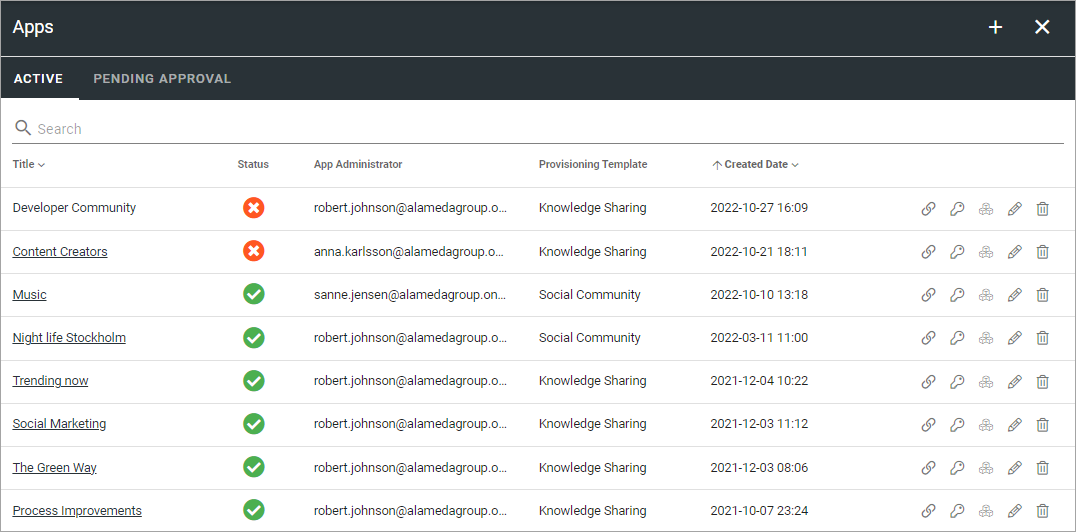 Apps
ACTIVE PENDING APPROVAL
Search
Title Status App Administrator Provisioning Template Created Date
Developer Community robert.johnson@alamedagroup.o... Knowledge Sharing 2022-10-27 16:09
Content Creators anna.karlsson@alamedagroup.o... Knowledge Sharing 2022-10-21 18:11
Music sanne.jensen@alamedagroup.on... Social Community 2022-10-10 13:18
Night life Stockholm robert.johnson@alamedagroup.o... Social Community 2022-03-11 11:00
Trending now robert.johnson@alamedagroup.o... Knowledge Sharing 2021-12-04 10:22
Social Marketing robert.johnson@alamedagroup.o... Knowledge Sharing 2021-12-03 11:12
The Green Way robert.johnson@alamedagroup.o... Knowledge Sharing 2021-12-03 08:06
Process Improvements robert.johnson@alamedagroup.o... Knowledge Sharing 2021-10-07 23:24